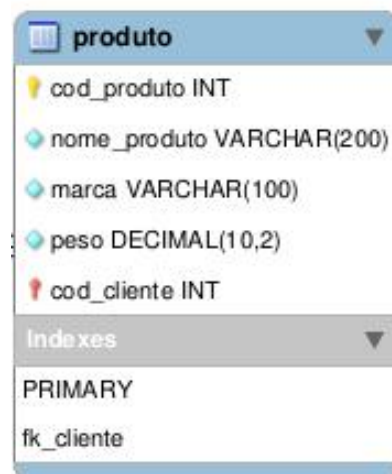 produto
cod_produto INT
nome_produto VARCHAR(200)
marca VARCHAR(100)
peso DECIMAL(10,2)
cod_cliente INT
Indexes
PRIMARY
fk_cliente